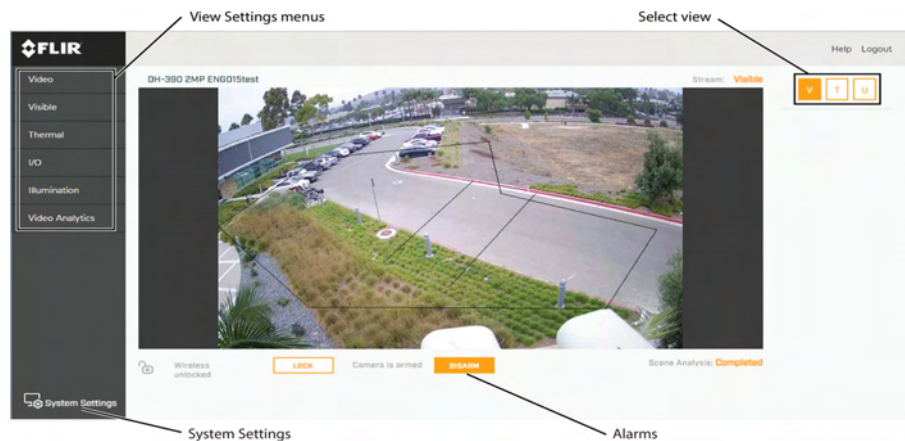 View Settings menus
Select view
FLIR
Help Logout
Video
DH-390 2MP ENG015test
Stream: Visible
V T U
Visible
Thermal
I/O
Illumination
Video Analytics
Wireless unlocked
LOCK
Camera is armed
DISARM
Scene Analysis: Completed
System Settings
System Settings
Alarms